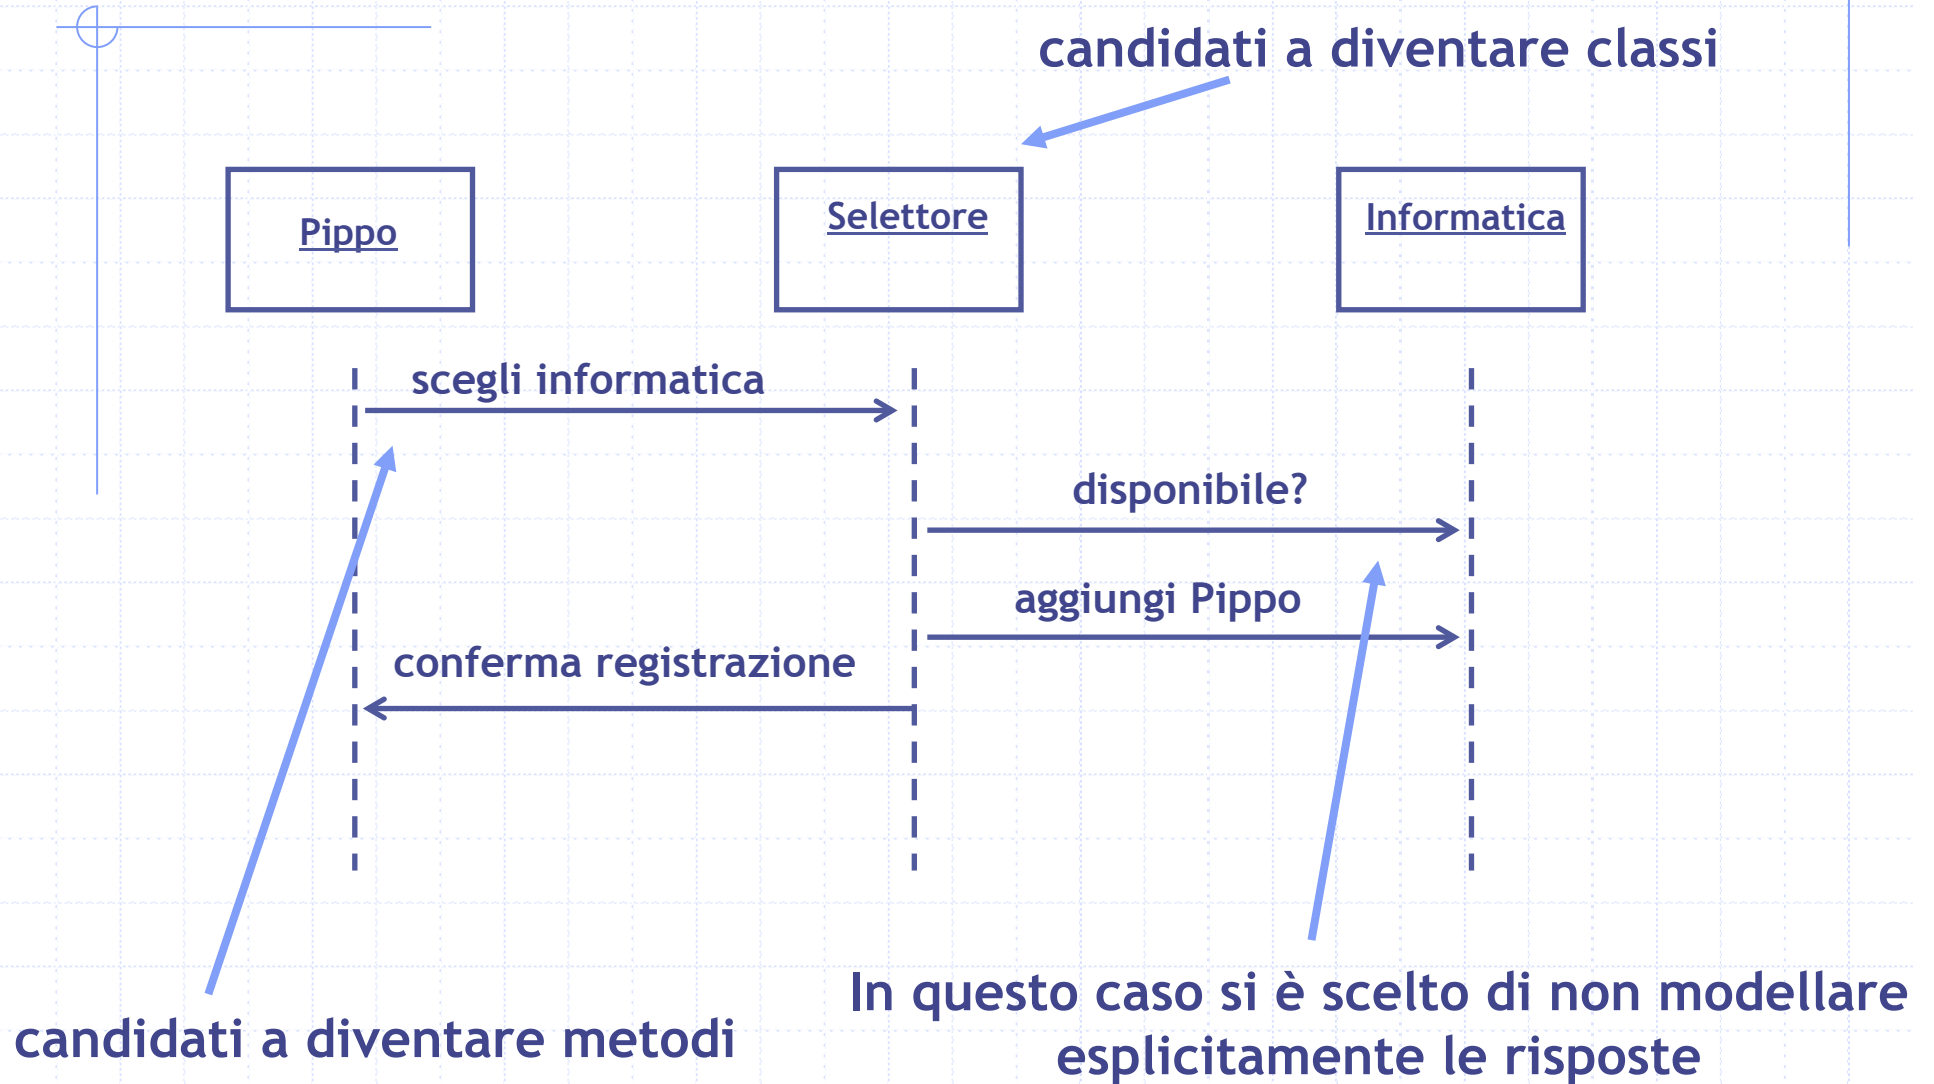 candidati a diventare classi
Pippo
Selettore
Informatica
scegli informatica
disponibile?
aggiungi Pippo
conferma registrazione
In questo caso si è scelto di non modellare
esplicitamente le risposte
candidati a diventare metodi